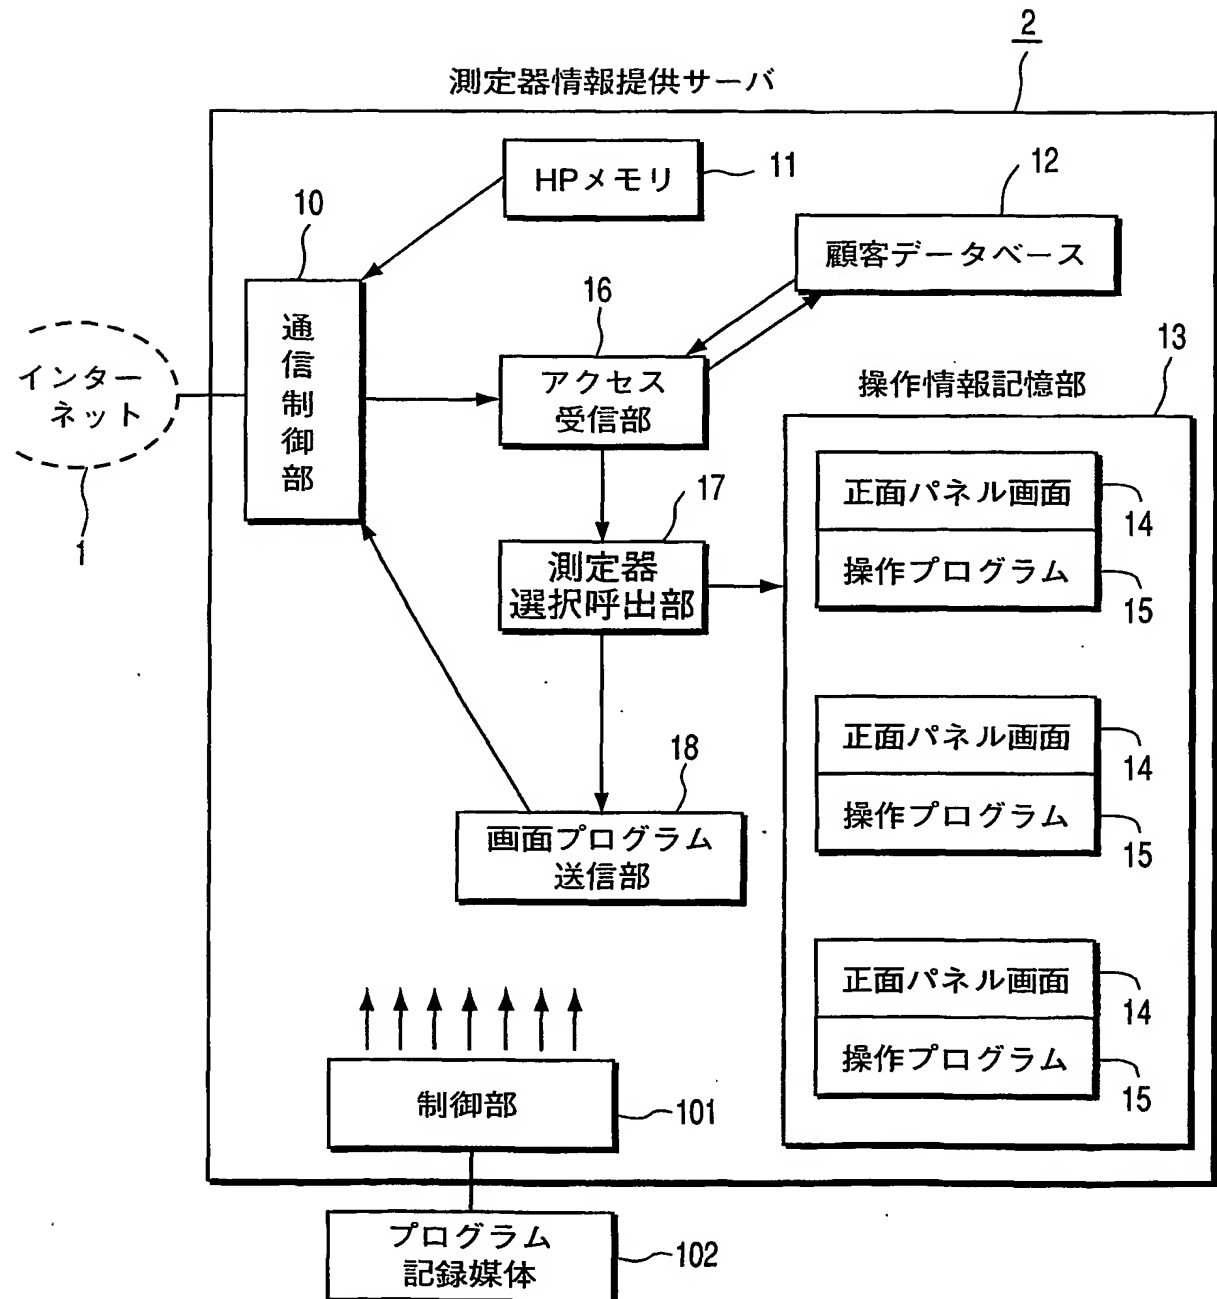 2
測定器情報提供サーバ
HPメモリ
11
12
10
顧客データベース
16
13
インター
ネット
通信制御部
アクセス
受信部
操作情報記憶部
正面パネル画面
14
操作プログラム
15
1
17
測定器
選択呼出部
正面パネル画面
14
操作プログラム
15
18
画面プログラム
送信部
正面パネル画面
14
操作プログラム
15
制御部
101
プログラム
記録媒体
102